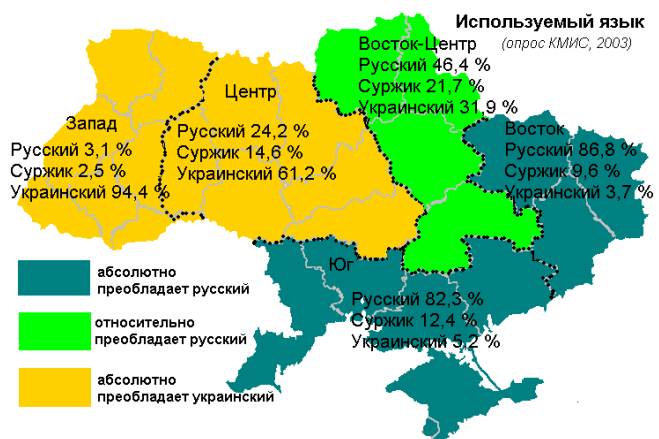 Используемый язык
(опрос КМИС, 2003)
Восток-Центр
Русский 46,4 %
Суржик 21,7 %
Украинский 31,9 %
Центр
Русский 24,2 %
Суржик 14,6 %
Украинский 61,2 %
Запад
Русский 3,1 %
Суржик 2,5 %
Украинский 94,4 %
Восток
Русский 86,8 %
Суржик 9,6 %
Украинский 3,7 %
Юг
Русский 82,3 %
Суржик 12,4 %
Украинский 5,2 %
абсолютно
преобладает русский
относительно
преобладает русский
абсолютно
преобладает украинский